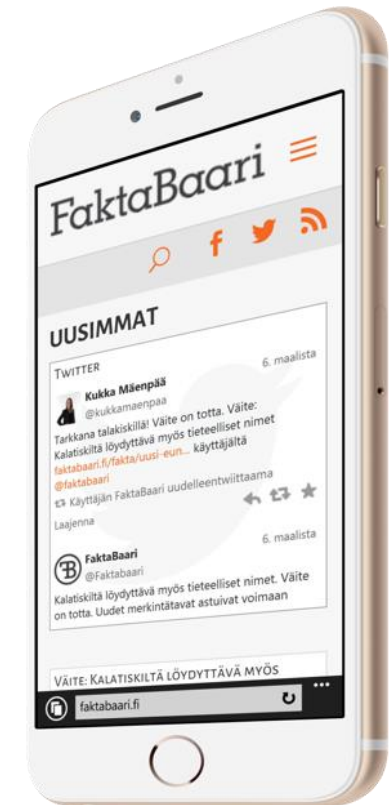 FaktaBaari
UUSIMMAT
TWITTER
6. maalista
Kukka Mäenpää
@kukkamaenpaa
Tarkkana talakiskillä! Väite on totta. Väite:
Kalatiskiltä löydyttävä myös tieteelliset nimet
faktabaari.fi/fakta/uusi-eun... käyttäjältä
@faktabaari
Käyttäjän FaktaBaari uudelleentwiittaama
Laajenna
6. maalista
FaktaBaari
@Faktabaari
Kalatiskiltä löydyttävä myös tieteelliset nimet. Väite
on totta. Uudet merkintätavat astuivat voimaan
VÄITE: KALATISKILTÄ LÖYDYTTÄVÄ MYÖS
faktabaari.fi